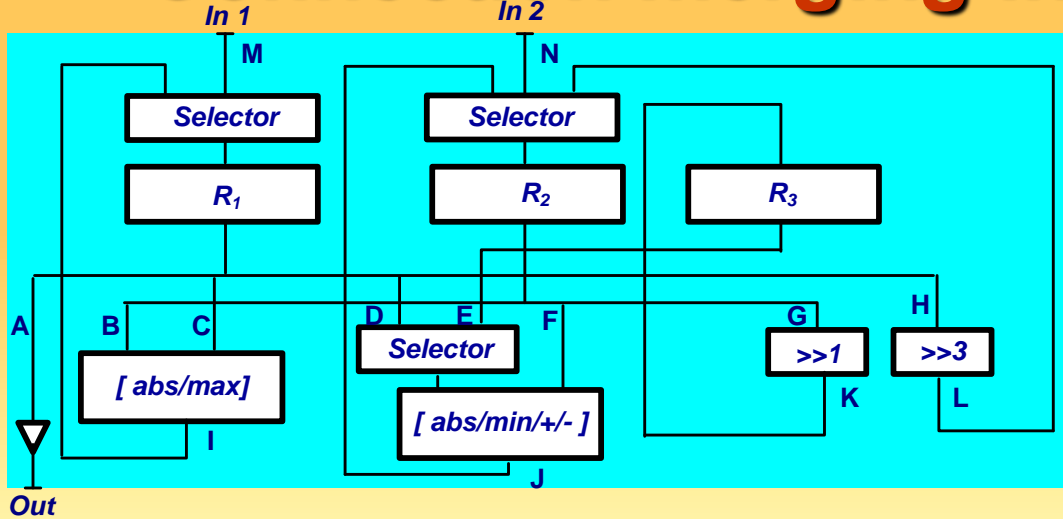 In 1
In 2
M
N
Selector
Selector
R₁
R₂
R₃
A
B
C
D
E
F
G
H
Selector
>>1
>>3
[ abs/max]
[ abs/min/+/- ]
K
L
I
J
Out